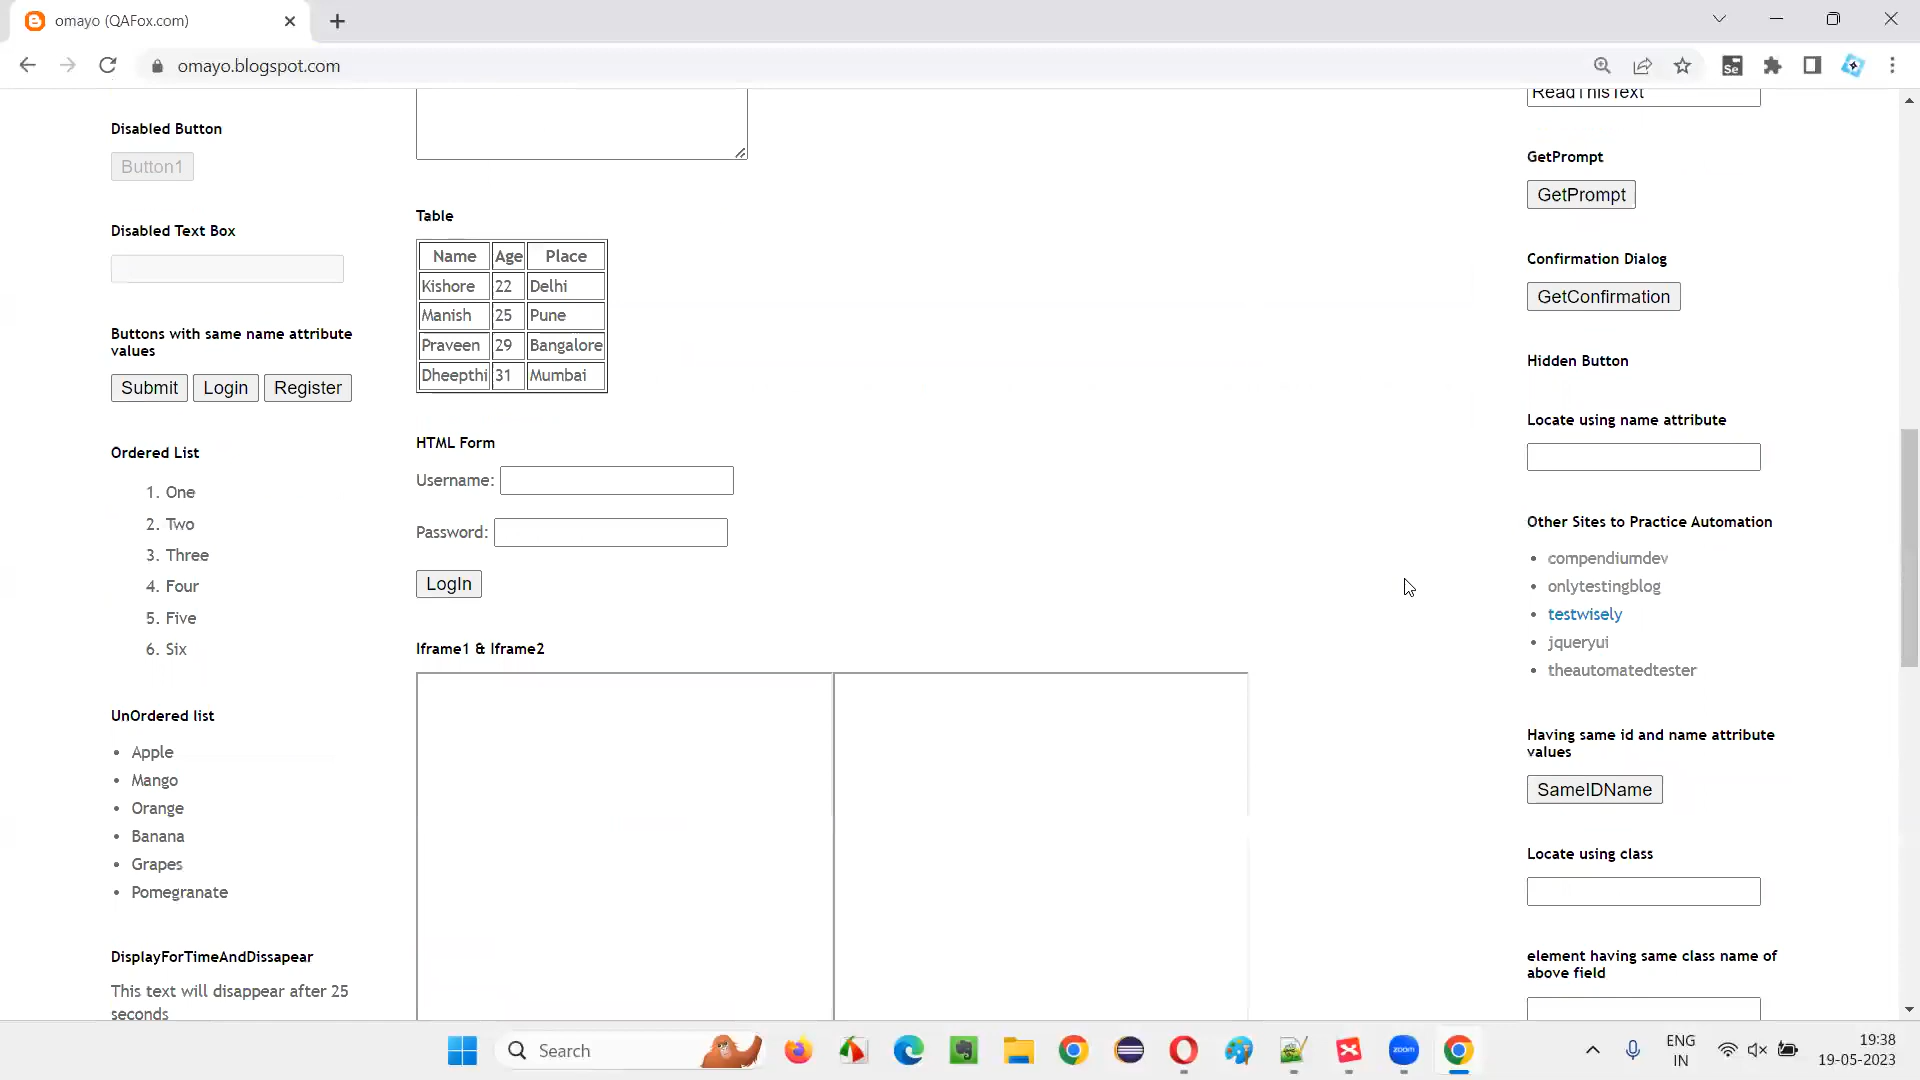 omayo (QAFox.com)
omayo.blogspot.com
Se
Disabled Button
Button1
Disabled Text Box
Buttons with same name attribute
values
Submit Login Register
Ordered List
1. One
2. Two
3. Three
4. Four
5. Five
6. Six
UnOrdered list
Apple
Mango
Orange
Banana
Grapes
Pomegranate
DisplayForTimeAndDissapear
This text will disappear after 25
seconds
Table
Name Age Place
Kishore 22 Delhi
Manish 25 Pune
Praveen 29 Bangalore
Dheepthi 31 Mumbai
HTML Form
Username:
Password:
LogIn
Iframe1 & Iframe2
ReadThisText
GetPrompt
GetPrompt
Confirmation Dialog
GetConfirmation
Hidden Button
Locate using name attribute
Other Sites to Practice Automation
compendiumdev
onlytestingblog
testwisely
jqueryui
theautomatedtester
Having same id and name attribute
values
SameIDName
Locate using class
element having same class name of
above field
Search
zoom
ENG
IN
19:38
19-05-2023